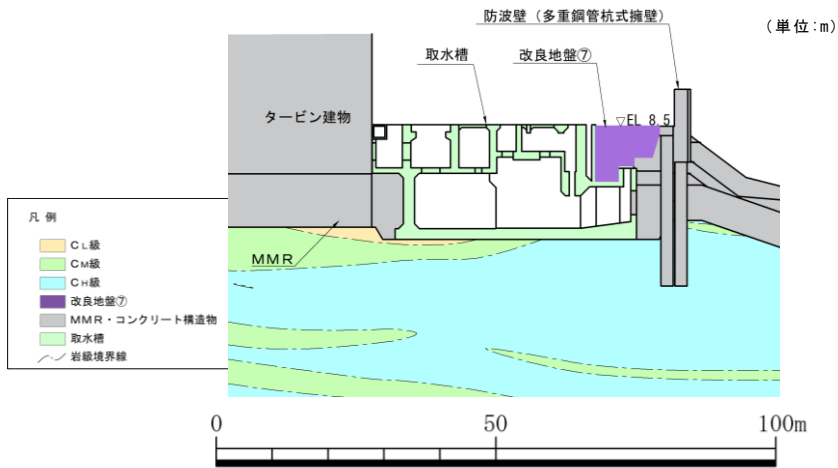 防波壁（多重鋼管杭式擁壁）
（単位:m）
取水槽
改良地盤⑦
タービン建物
▽EL 8.5
凡 例
CL級
CM級
CH級
改良地盤⑦
MMR・コンクリート構造物
取水槽
岩級境界線
MMR
0
50
100m